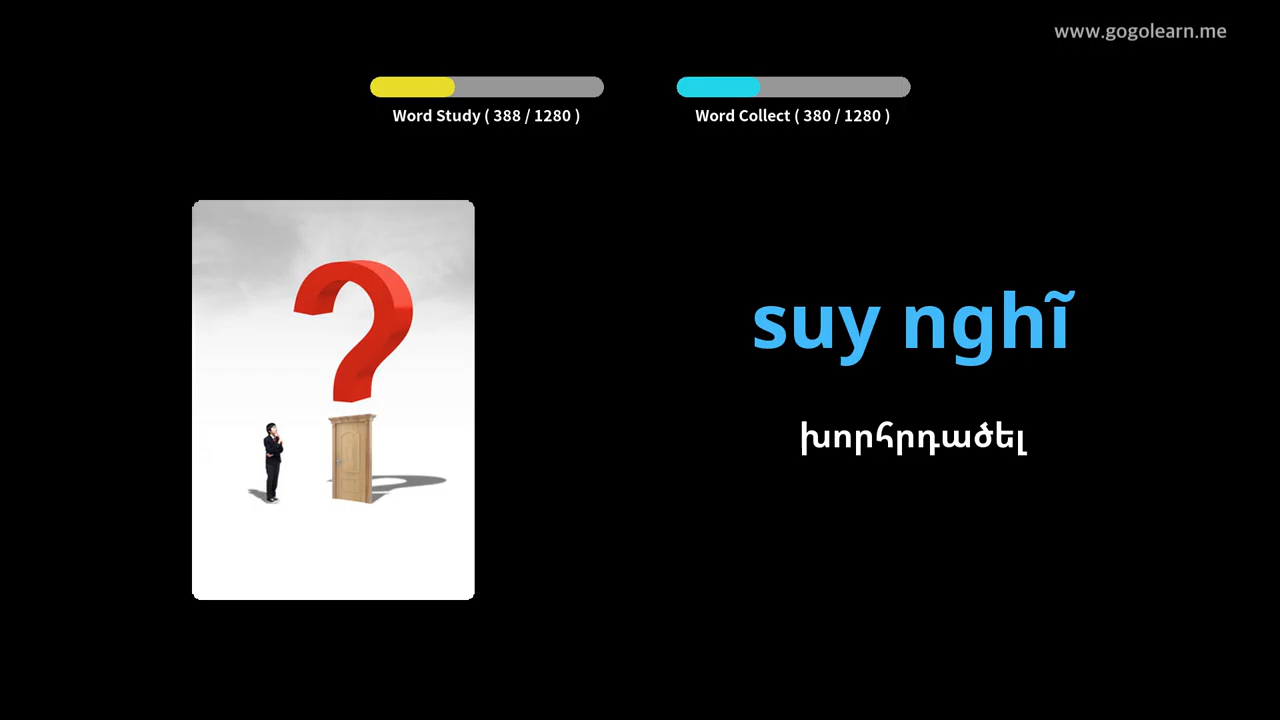 www.gogolearn.me
Word Study ( 388 / 1280 )
Word Collect ( 380 / 1280 )
suy nghĩ
խորհրդածել